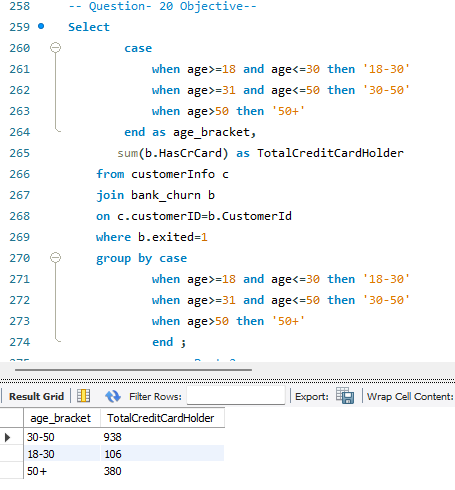 258 -- Question- 20 Objective--
259 Select
260 case
261 when age>=18 and age<=30 then '18-30'
262 when age>=31 and age<=50 then '30-50'
263 when age>50 then '50+'
264 end as age_bracket,
265 sum(b.HasCrCard) as TotalCreditCardHolder
266 from customerInfo c
267 join bank_churn b
268 on c.customerID=b.CustomerId
269 where b.exited=1
270 group by case
271 when age>=18 and age<=30 then '18-30'
272 when age>=31 and age<=50 then '30-50'
273 when age>50 then '50+'
274 end ;
Result Grid Filter Rows: Export: Wrap Cell Content:
age_bracket TotalCreditCardHolder
30-50 938
18-30 106
50+ 380